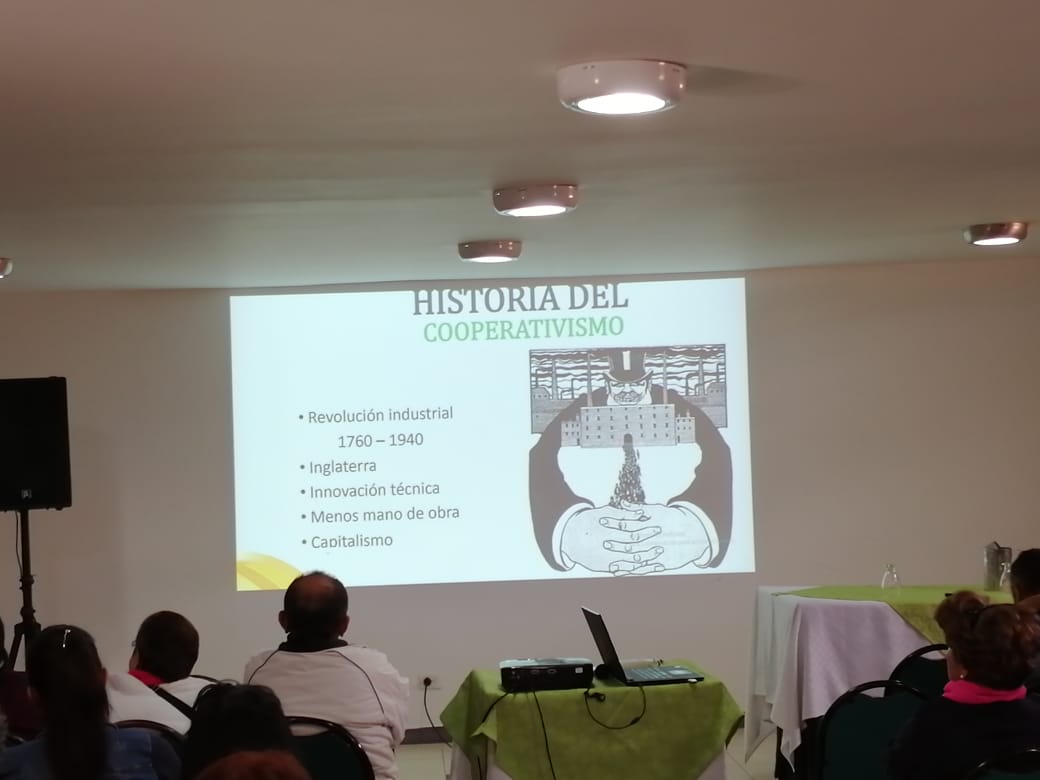 HISTORIA DEL
COOPERATIVISMO
• Revolución industrial
1760 – 1940
• Inglaterra
• Innovación técnica
• Menos mano de obra
• Capitalismo